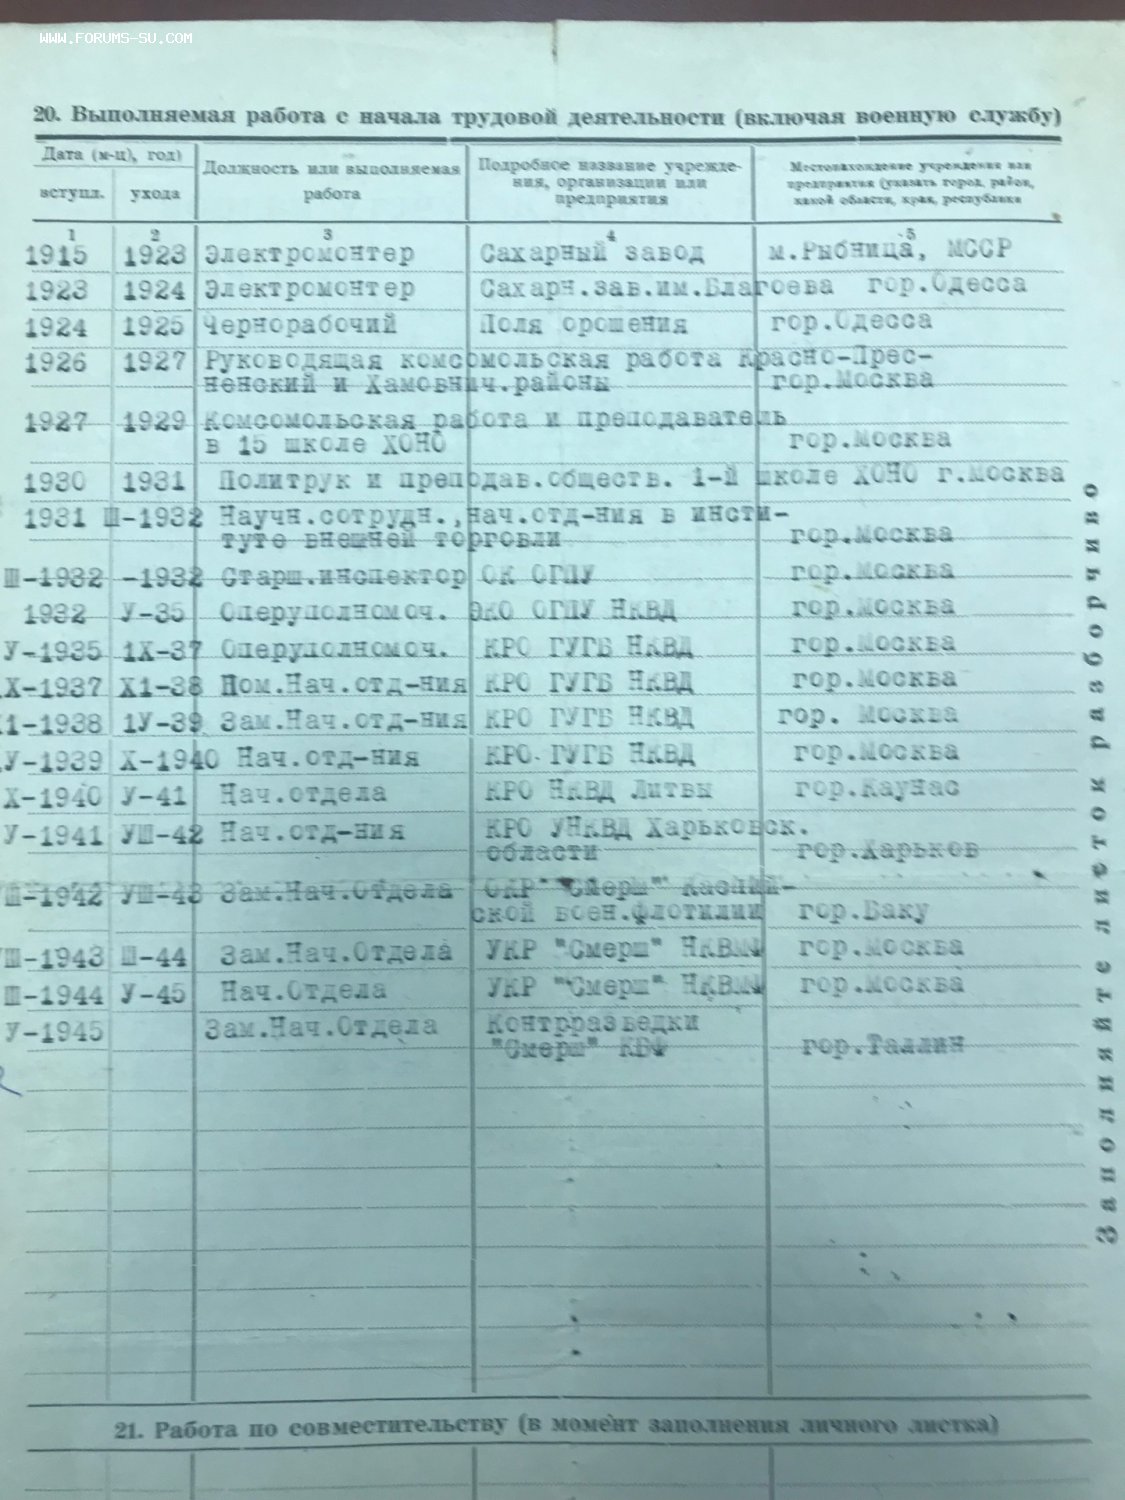 WWW.FORUMS-SU.COM
20. Выполняемая работа с начала трудовой деятельности (включая военную службу)
Дата (м-ц), год)
вступл.
ухода
Должность или выполняемая
работа
Подробное название учрежде-
ния, организации или
предприятия
Местонахождение учреждения или
предприятия (указать город, район,
какой области, края, республики
1 2 3 4 5
1915 1923 Электромонтер Сахарный завод м.Рыбница, МССР
1923 1924 Электромонтер Сахарн.зав.им.Благоева гор.Одесса
1924 1925 Чернорабочий Поля орошения гор.Одесса
1926 1927 Руководящая комсомольская работа Красно-Прес-
ненский и Хамовнич.районы гор.Москва
1927 1929 Комсомольская работа и преподаватель
в 15 школе ХОНО гор.Москва
1930 1931 Политрук и преподав.обществ. 1-й школе ХОНО г.Москва
1931 Ш-1932 Научн.сотрудн.,нач.отд-ния в инсти-
туте внешней торговли гор.Москва
Ш-1932 -1932 Старш.инспектор ОК ОГПУ гор.Москва
1932 У-35 Оперуполномоч. ЭКО ОГПУ НКВД гор.Москва
У-1935 1Х-37 Оперуполномоч. КРО ГУГБ НКВД гор.Москва
Х-1937 Х1-38 Пом.Нач.отд-ния КРО ГУГБ НКВД гор.Москва
1-1938 1У-39 Зам.Нач.отд-ния КРО ГУГБ НКВД гор. Москва
У-1939 Х-1940 Нач.отд-ния КРО ГУГБ НКВД гор.Москва
Х-1940 У-41 Нач.отдела КРО НКВД Литвы гор.Каунас
У-1941 УШ-42 Нач.отд-ния КРО УНКВД Харьковск.
области гор.Харьков
Ш-1942 УШ-43 Зам.Нач.Отдела ОКР "Смерш" Каспий-
ской воен.флотилии гор.Баку
Ш-1943 Ш-44 Зам.Нач.Отдела УКР "Смерш" НКВМФ гор.Москва
Ш-1944 У-45 Нач.Отдела УКР "Смерш" НКВМФ гор.Москва
У-1945 Зам.Нач.Отдела Контрразведки
"Смерш" КБФ гор.Таллин
Заполняйте листок разборчиво
21. Работа по совместительству (в момент заполнения личного листка)